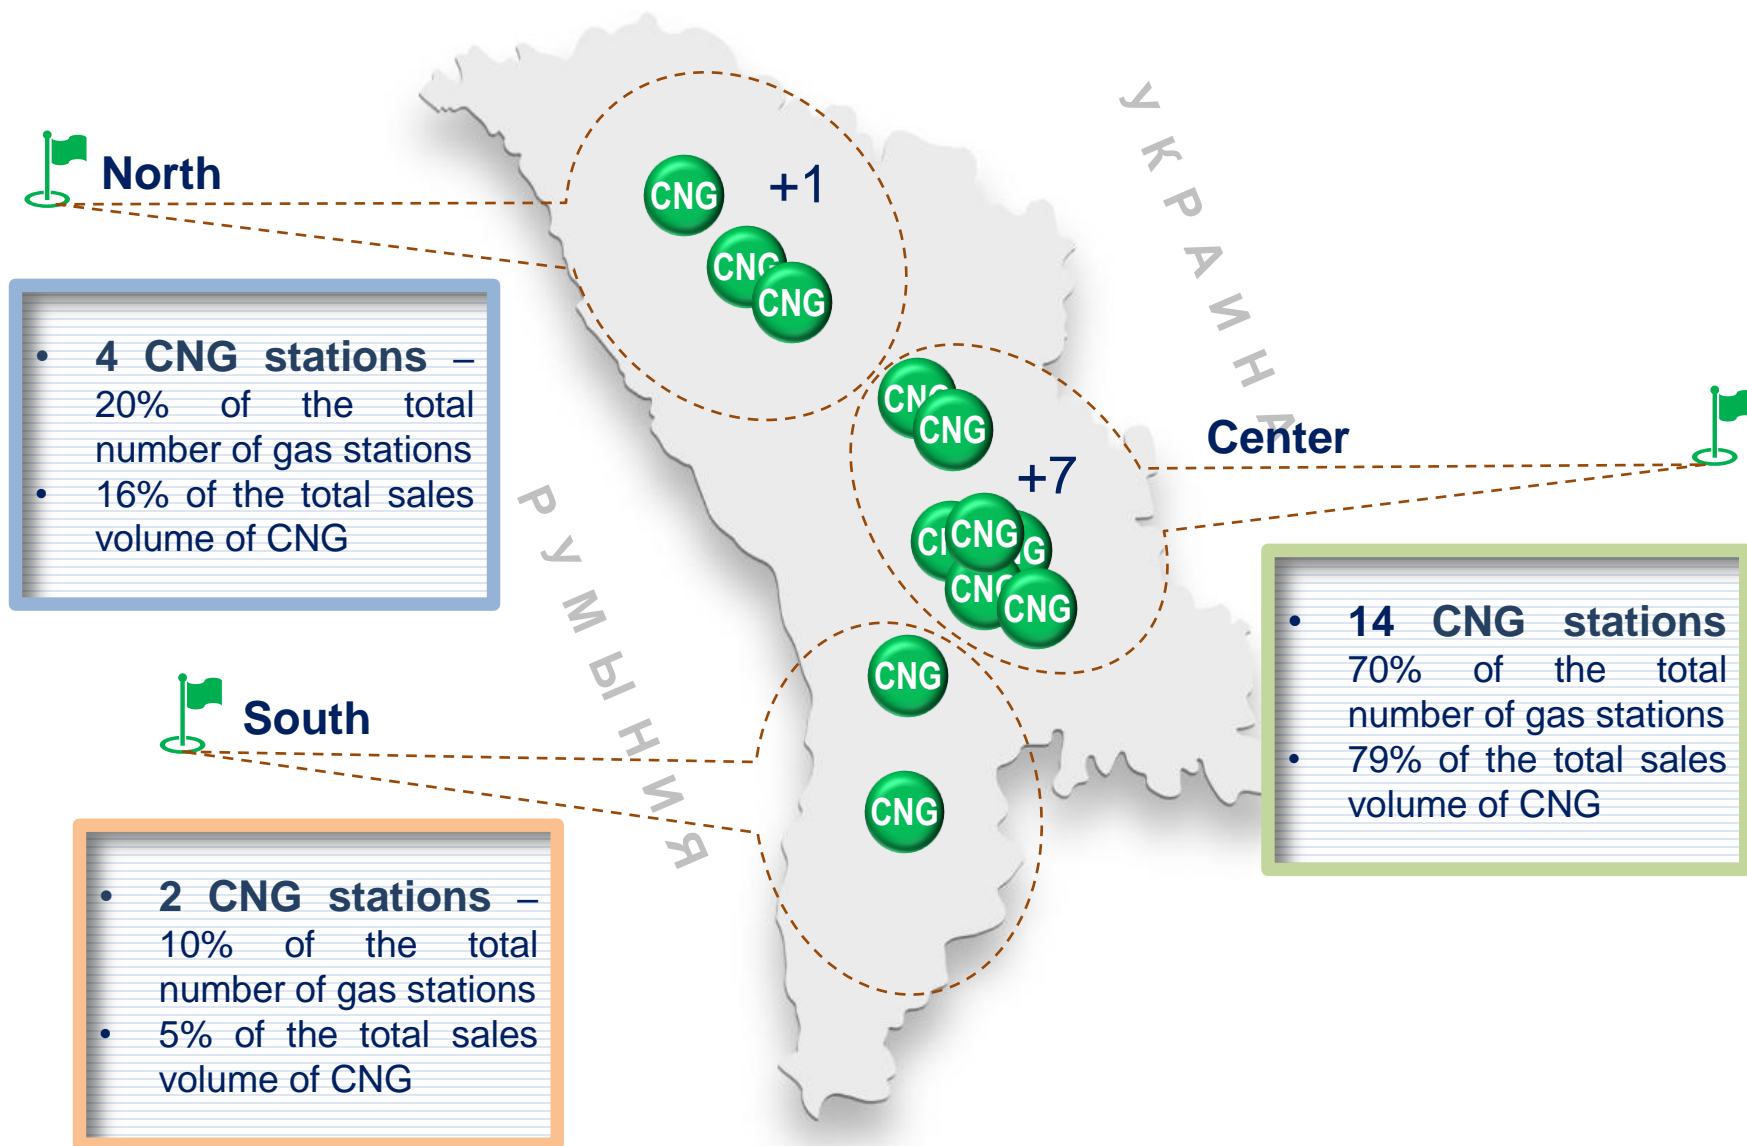 УКРАИНА
North
CNG
+1
CNG
CNG
• 4 CNG stations –
20% of the total
number of gas stations
• 16% of the total sales
volume of CNG
CNG
CNG
Center
+7
РУМЫНИЯ
CNG
CNG
CNG
CNG
CNG
• 14 CNG stations
70% of the total
number of gas stations
• 79% of the total sales
volume of CNG
South
CNG
CNG
• 2 CNG stations –
10% of the total
number of gas stations
• 5% of the total sales
volume of CNG